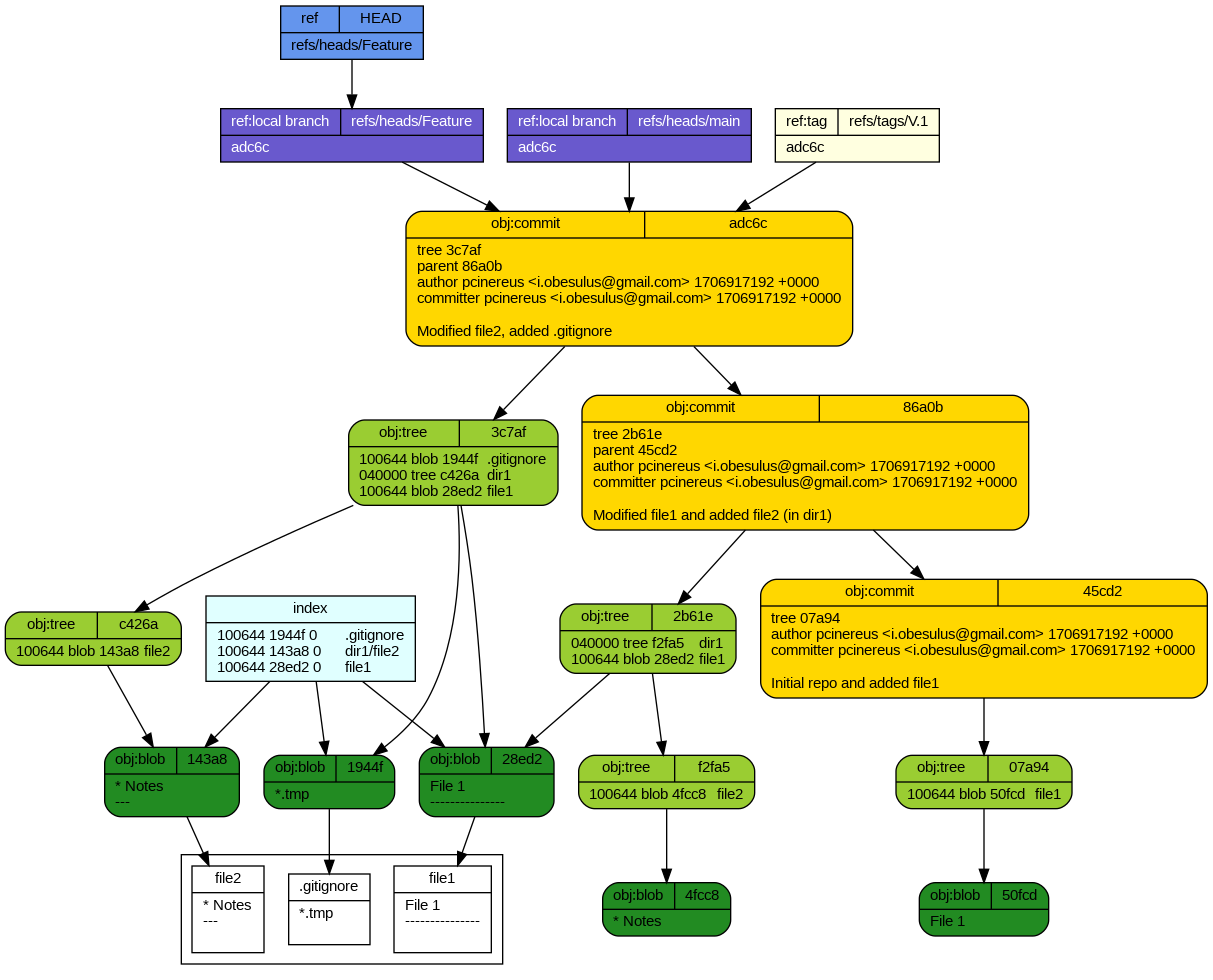 ref HEAD
refs/heads/Feature
ref:local branch refs/heads/Feature
adc6c
ref:local branch refs/heads/main
adc6c
ref:tag refs/tags/V.1
adc6c
obj:commit adc6c
tree 3c7af
parent 86a0b
author pcinereus <i.obesulus@gmail.com> 1706917192 +0000
committer pcinereus <i.obesulus@gmail.com> 1706917192 +0000
Modified file2, added .gitignore
obj:tree 3c7af
100644 blob 1944f .gitignore
040000 tree c426a dir1
100644 blob 28ed2 file1
obj:commit 86a0b
tree 2b61e
parent 45cd2
author pcinereus <i.obesulus@gmail.com> 1706917192 +0000
committer pcinereus <i.obesulus@gmail.com> 1706917192 +0000
Modified file1 and added file2 (in dir1)
obj:tree c426a
100644 blob 143a8 file2
index
100644 1944f 0 .gitignore
100644 143a8 0 dir1/file2
100644 28ed2 0 file1
obj:tree 2b61e
040000 tree f2fa5 dir1
100644 blob 28ed2 file1
obj:commit 45cd2
tree 07a94
author pcinereus <i.obesulus@gmail.com> 1706917192 +0000
committer pcinereus <i.obesulus@gmail.com> 1706917192 +0000
Initial repo and added file1
obj:blob 143a8
* Notes
---
obj:blob 1944f
*.tmp
obj:blob 28ed2
File 1
---------------
obj:tree f2fa5
100644 blob 4fcc8 file2
obj:tree 07a94
100644 blob 50fcd file1
file2
* Notes
---
.gitignore
*.tmp
file1
File 1
---------------
obj:blob 4fcc8
* Notes
obj:blob 50fcd
File 1